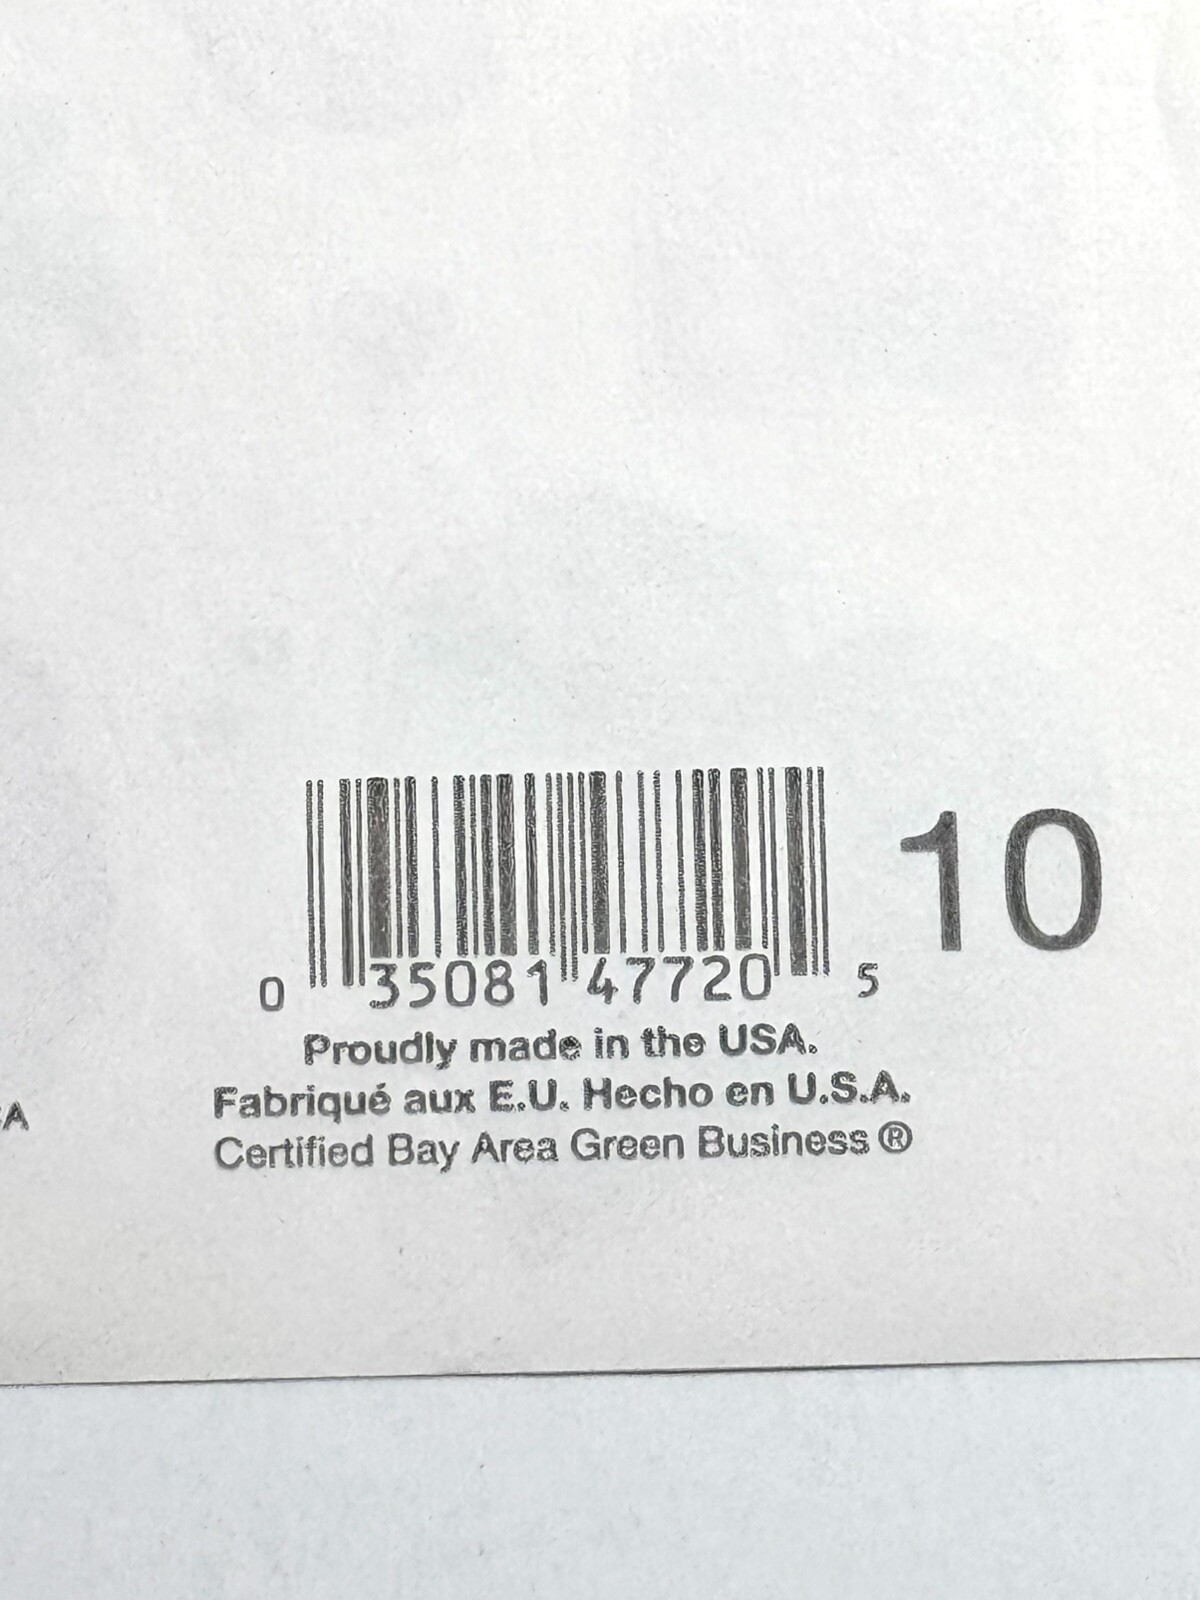 0 35081 47720 5
10
Proudly made in the USA.
Fabriqué aux E.U. Hecho en U.S.A.
Certified Bay Area Green Business ®